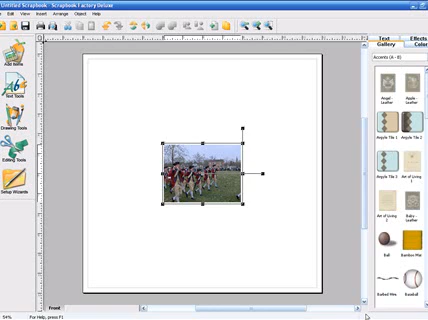 Untitled Scrapbook - Scrapbook Factory Deluxe
Edit View Insert Arrange Object Help
Add Items
Text Tools
Drawing Tools
Editing Tools
Setup Wizards
Text Effects
Gallery Color
Accents (A - B)
Angel - Leather
Apple - Leather
Argyle Tile 1
Argyle Tile 2
Argyle Tile 3
Art of Living 1
Art of Living 2
Baby - Leather
Ball
Bamboo Mat
Barbed Wire
Baseball
Front
54%
For Help, press F1